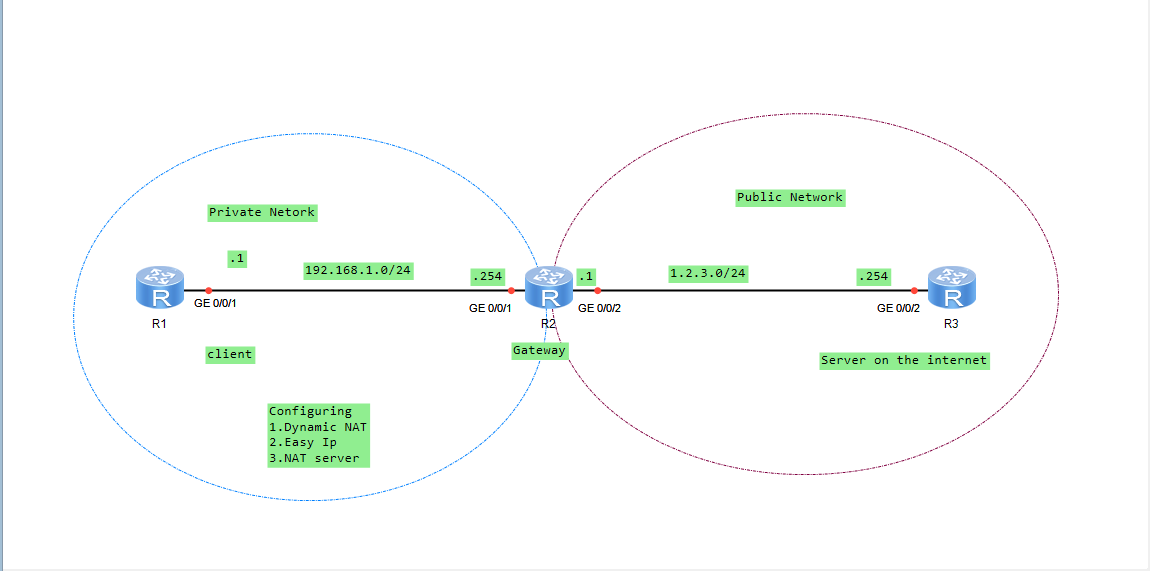 Private Netork
Public Network
.1
192.168.1.0/24
.254
.1
1.2.3.0/24
.254
R
R
R
GE 0/0/1
GE 0/0/1
GE 0/0/2
GE 0/0/2
R1
R2
R3
client
Gateway
Server on the internet
Configuring
1.Dynamic NAT
2.Easy Ip
3.NAT server